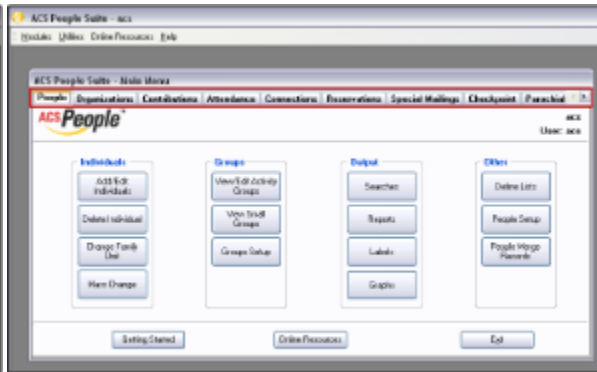 ACS People Suite - acs
Modules Utilities Online Resources Help
ACS People Suite - Main Menu
People Organizations Contributions Attendance Connections Reservations Special Mailings Checkpoint Parochial
ACS People
acs
User: acs
Individuals Groups Output Other
Add/Edit Individuals
View/Edit Activity Groups
Searches
Define Lists
Delete Individual
View Small Groups
Reports
People Setup
Change Family Unit
Groups Setup
Labels
People Merge Records
Mass Change
Graphs
Getting Started Online Resources Exit